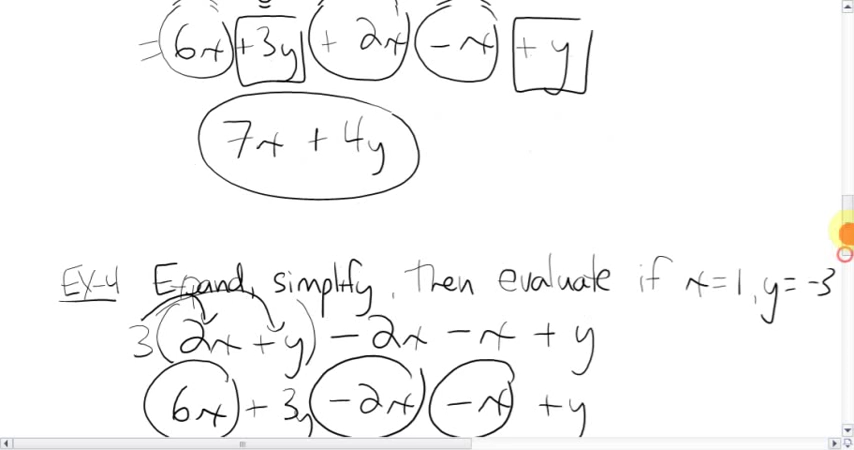 = 6x + 3y + 2x - x + y
7x + 4y
EX-4 Expand, simplify, then evaluate if x=1, y=-3
3(2x + y) - 2x - x + y
6x + 3y - 2x - x + y